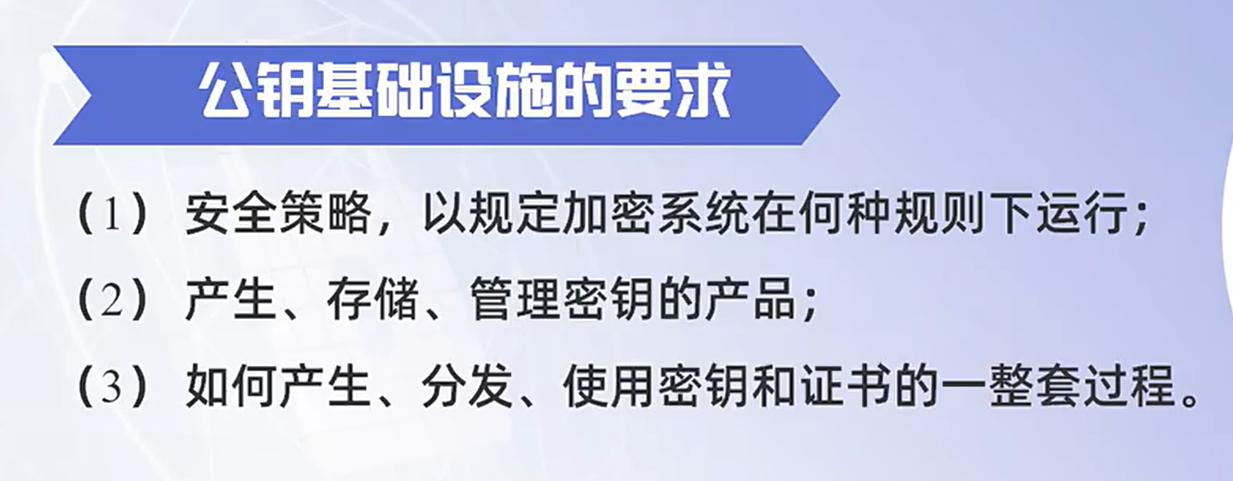 公钥基础设施的要求
（1） 安全策略，以规定加密系统在何种规则下运行；
（2） 产生、存储、管理密钥的产品；
（3） 如何产生、分发、使用密钥和证书的一整套过程。